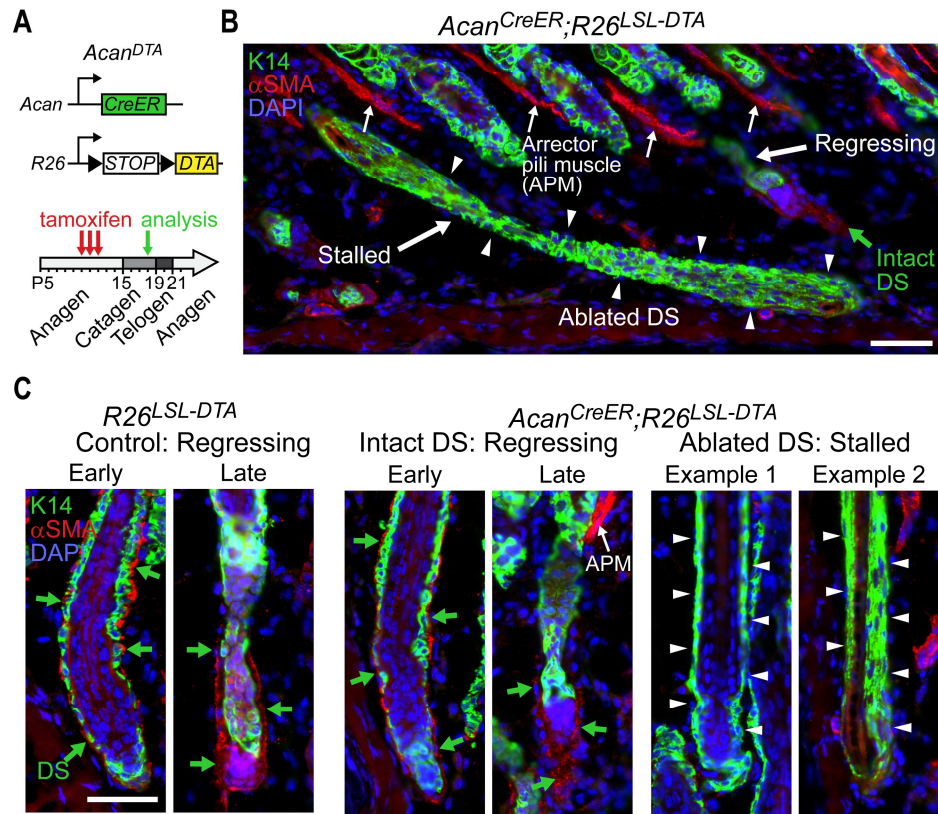 A
Acan^DTA
Acan
CreER
R26
STOP
DTA
tamoxifen
analysis
P5
15
19
21
Anagen
Catagen
Telogen
Anagen
B
Acan^CreER;R26^LSL-DTA
K14
αSMA
DAPI
Arrector
pili muscle
(APM)
Regressing
Stalled
Intact
DS
Ablated DS
C
R26^LSL-DTA
Acan^CreER;R26^LSL-DTA
Control: Regressing
Intact DS: Regressing
Ablated DS: Stalled
Early
Late
Early
Late
Example 1
Example 2
K14
αSMA
DAPI
DS
APM